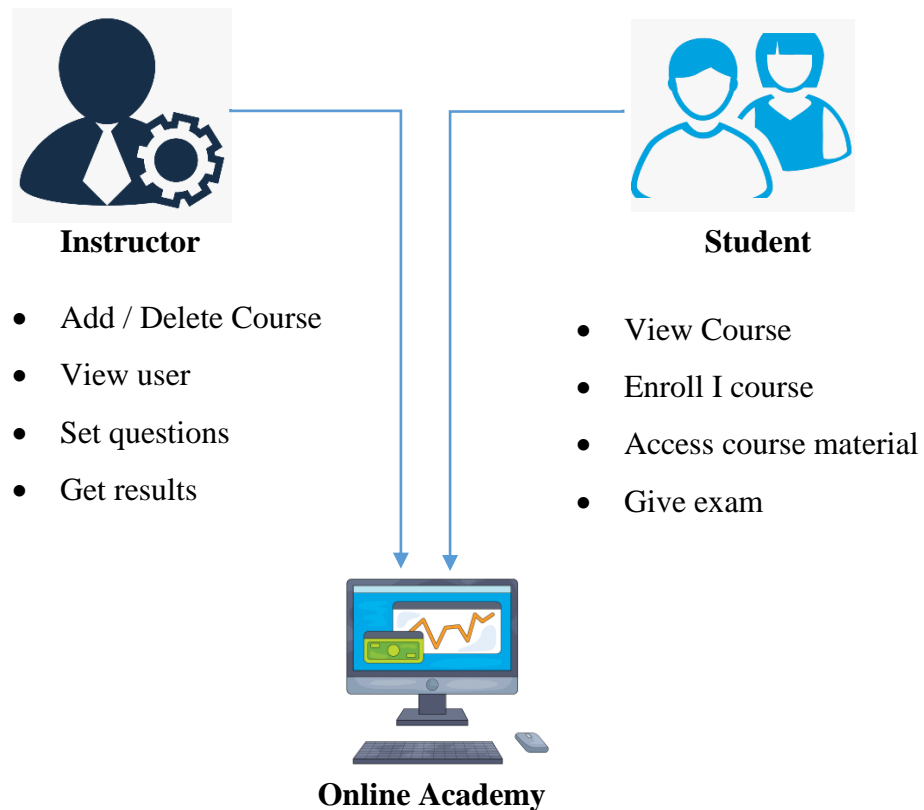 Instructor
• Add / Delete Course
• View user
• Set questions
• Get results
Student
• View Course
• Enroll I course
• Access course material
• Give exam
Online Academy